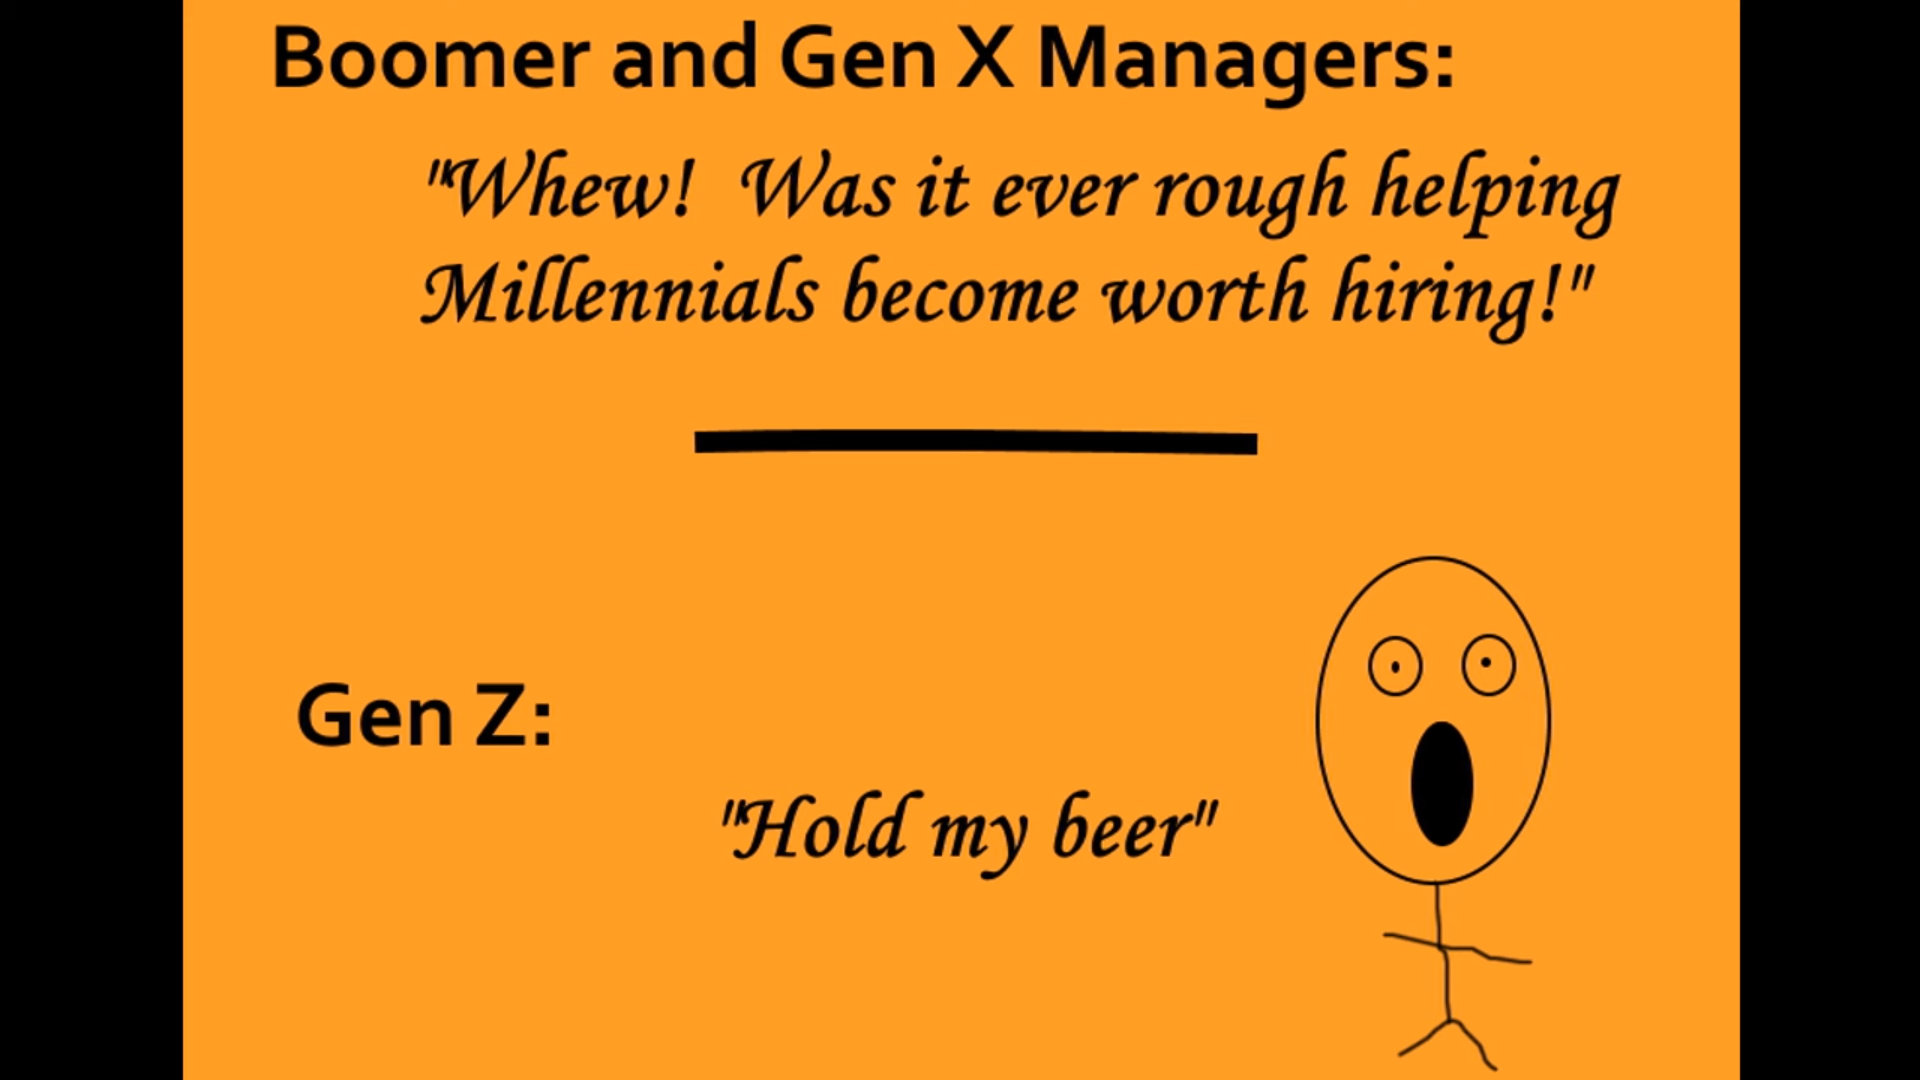 Boomer and Gen X Managers:
"Whew!  Was it ever rough helping
Millennials become worth hiring!"
Gen Z:
"Hold my beer"